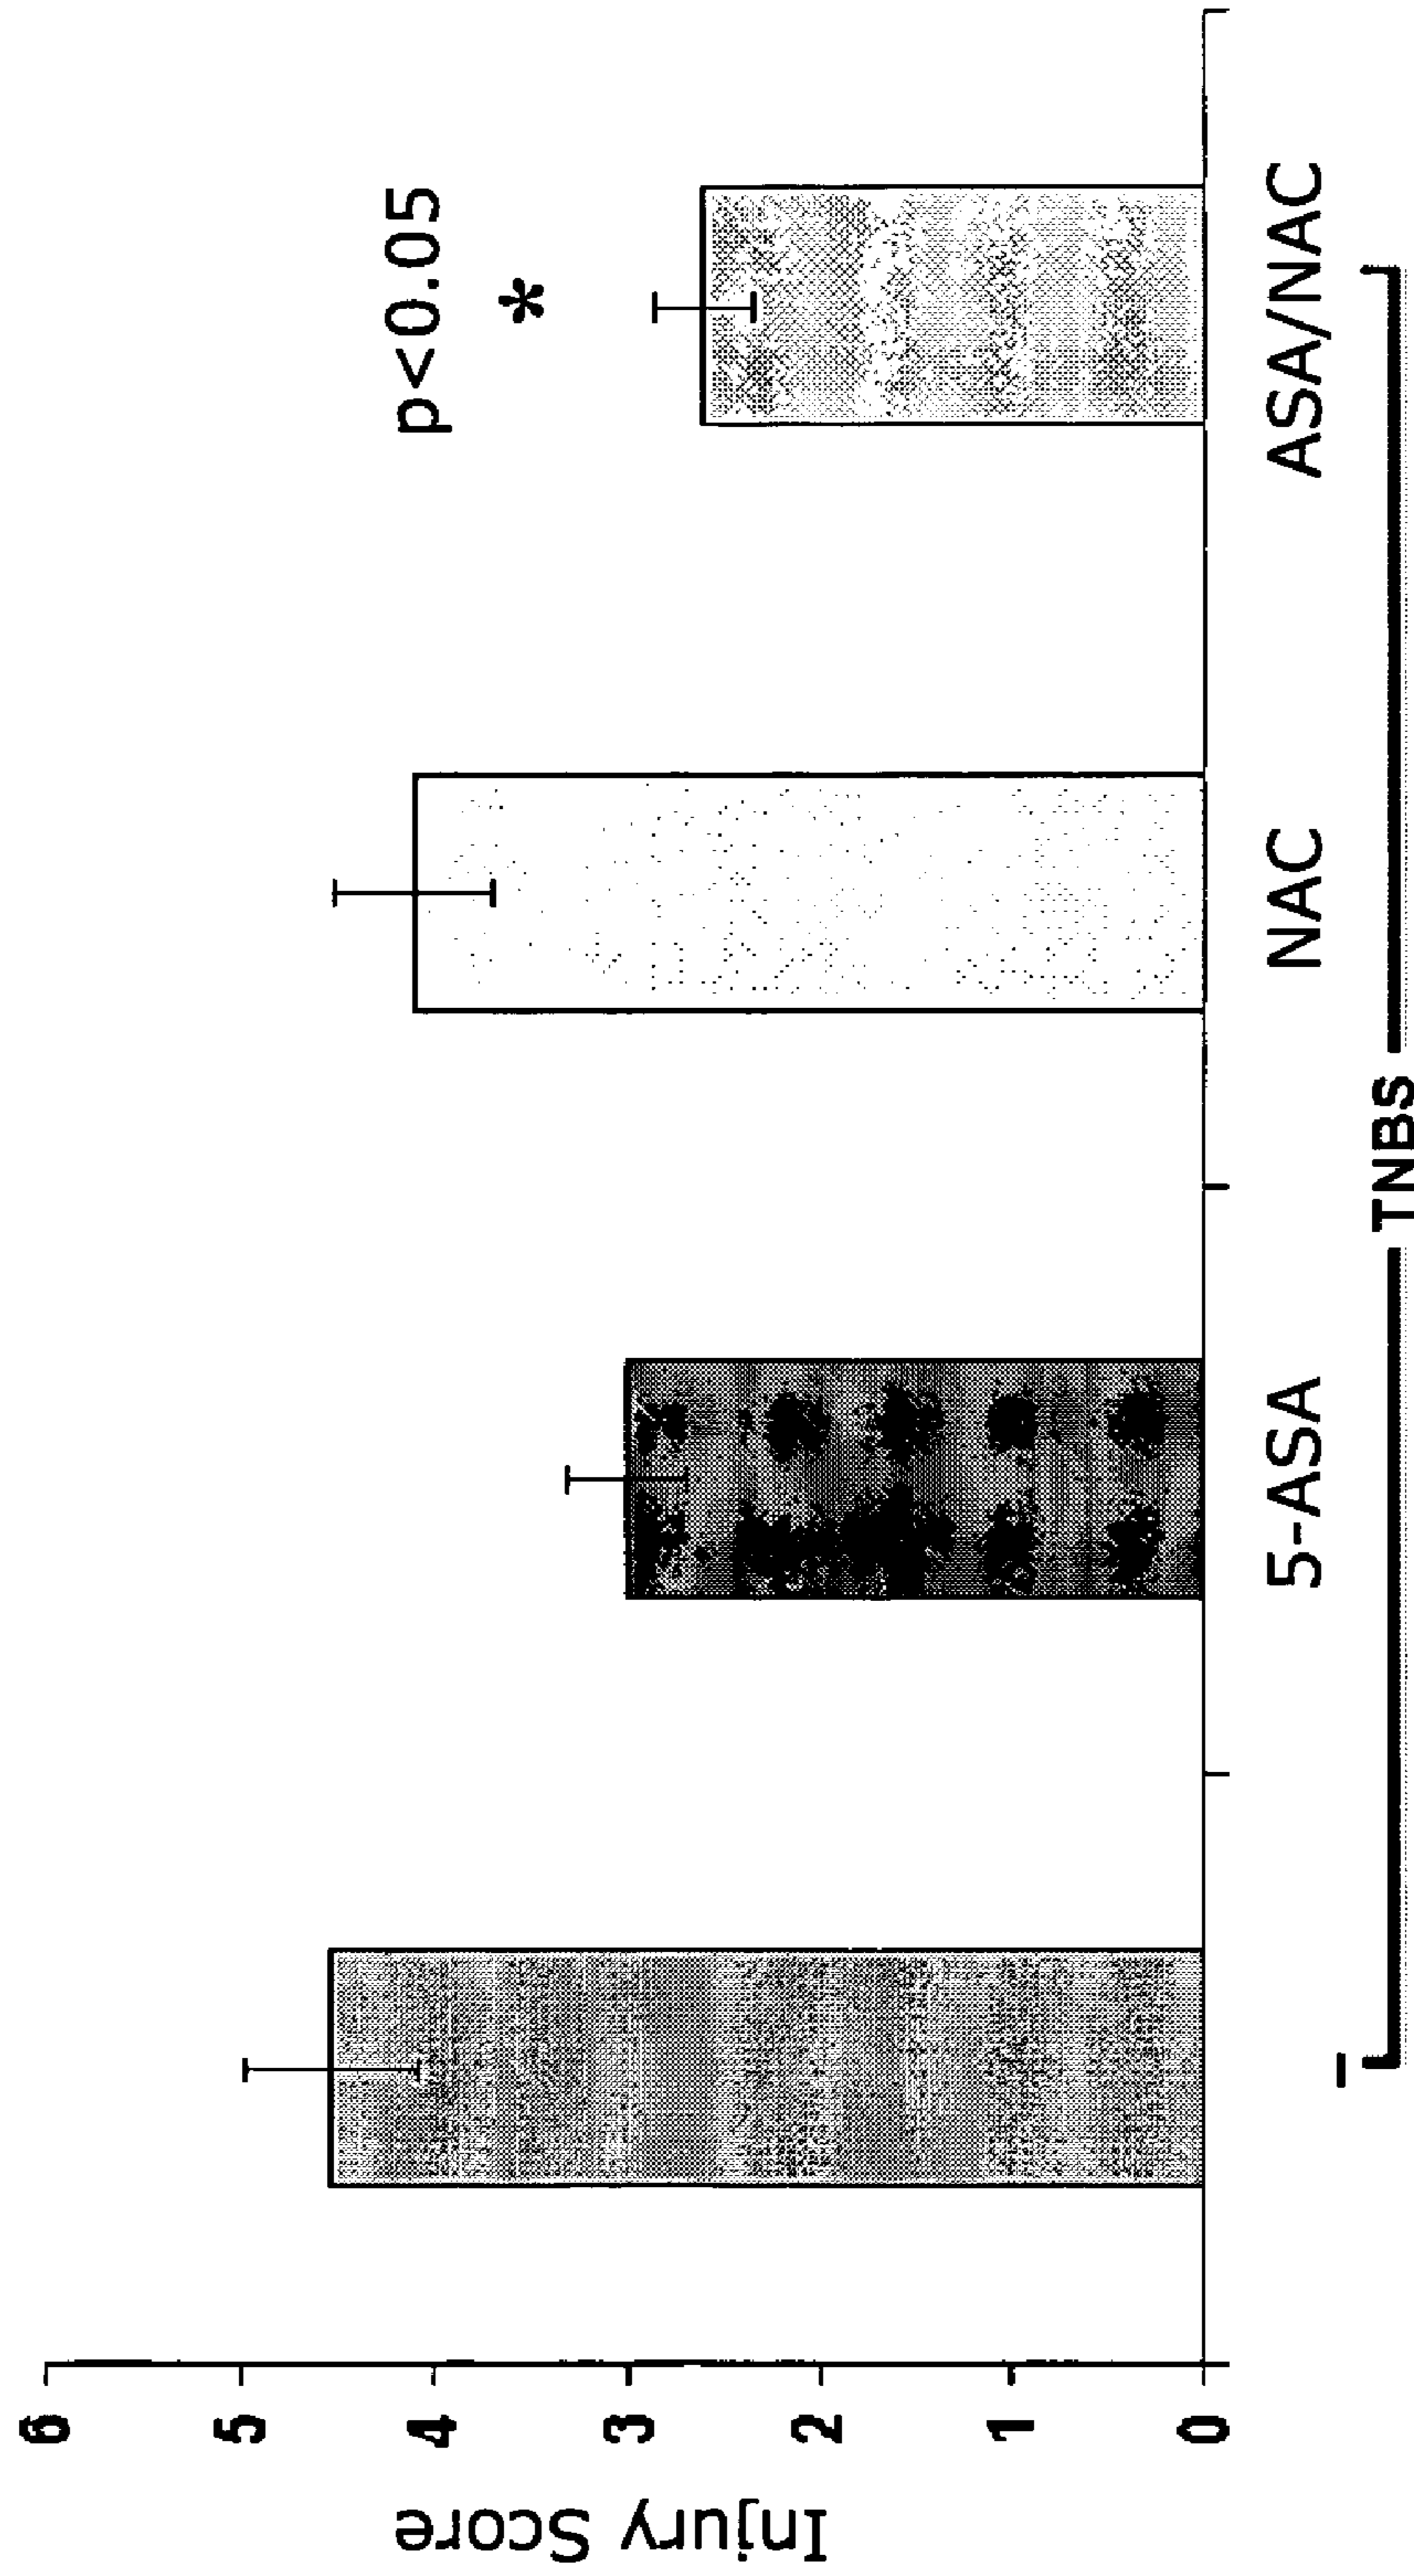 Injury Score
6
5
4
3
2
1
0
p<0.05
*
– 5-ASA NAC ASA/NAC
TNBS